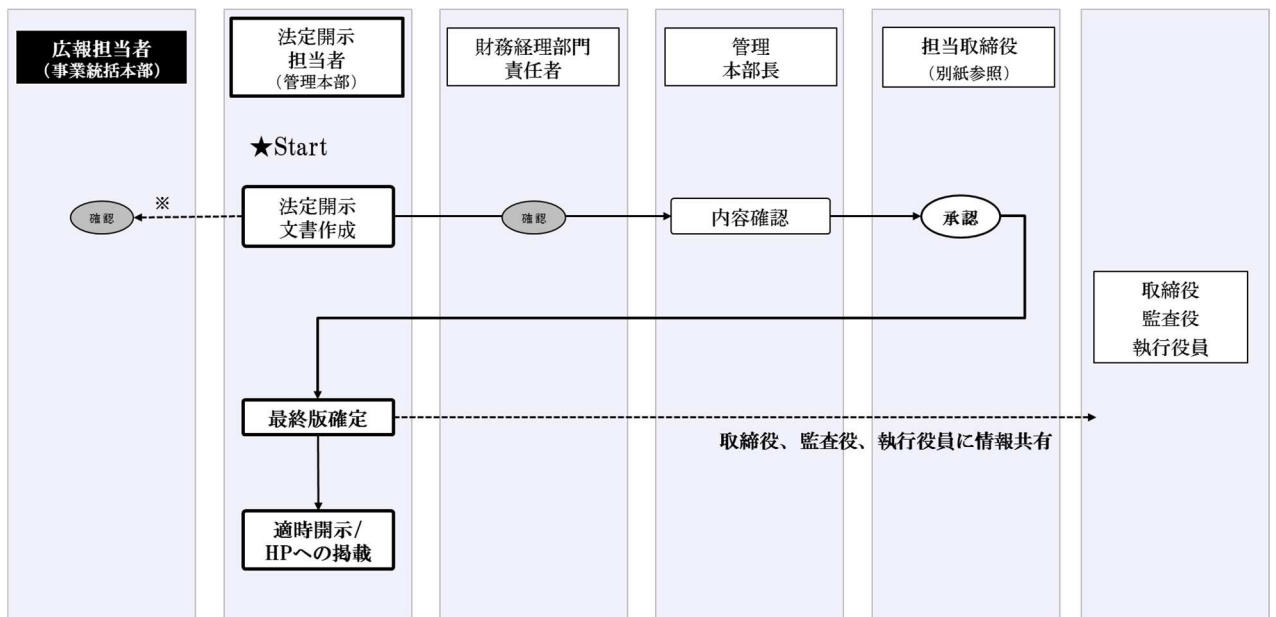 広報担当者
（事業統括本部）
法定開示
担当者
（管理本部）
財務経理部門
責任者
管理
本部長
担当取締役
（別紙参照）
★Start
確認
※
法定開示
文書作成
確認
内容確認
承認
取締役
監査役
執行役員
最終版確定
取締役、監査役、執行役員に情報共有
適時開示/
HPへの掲載